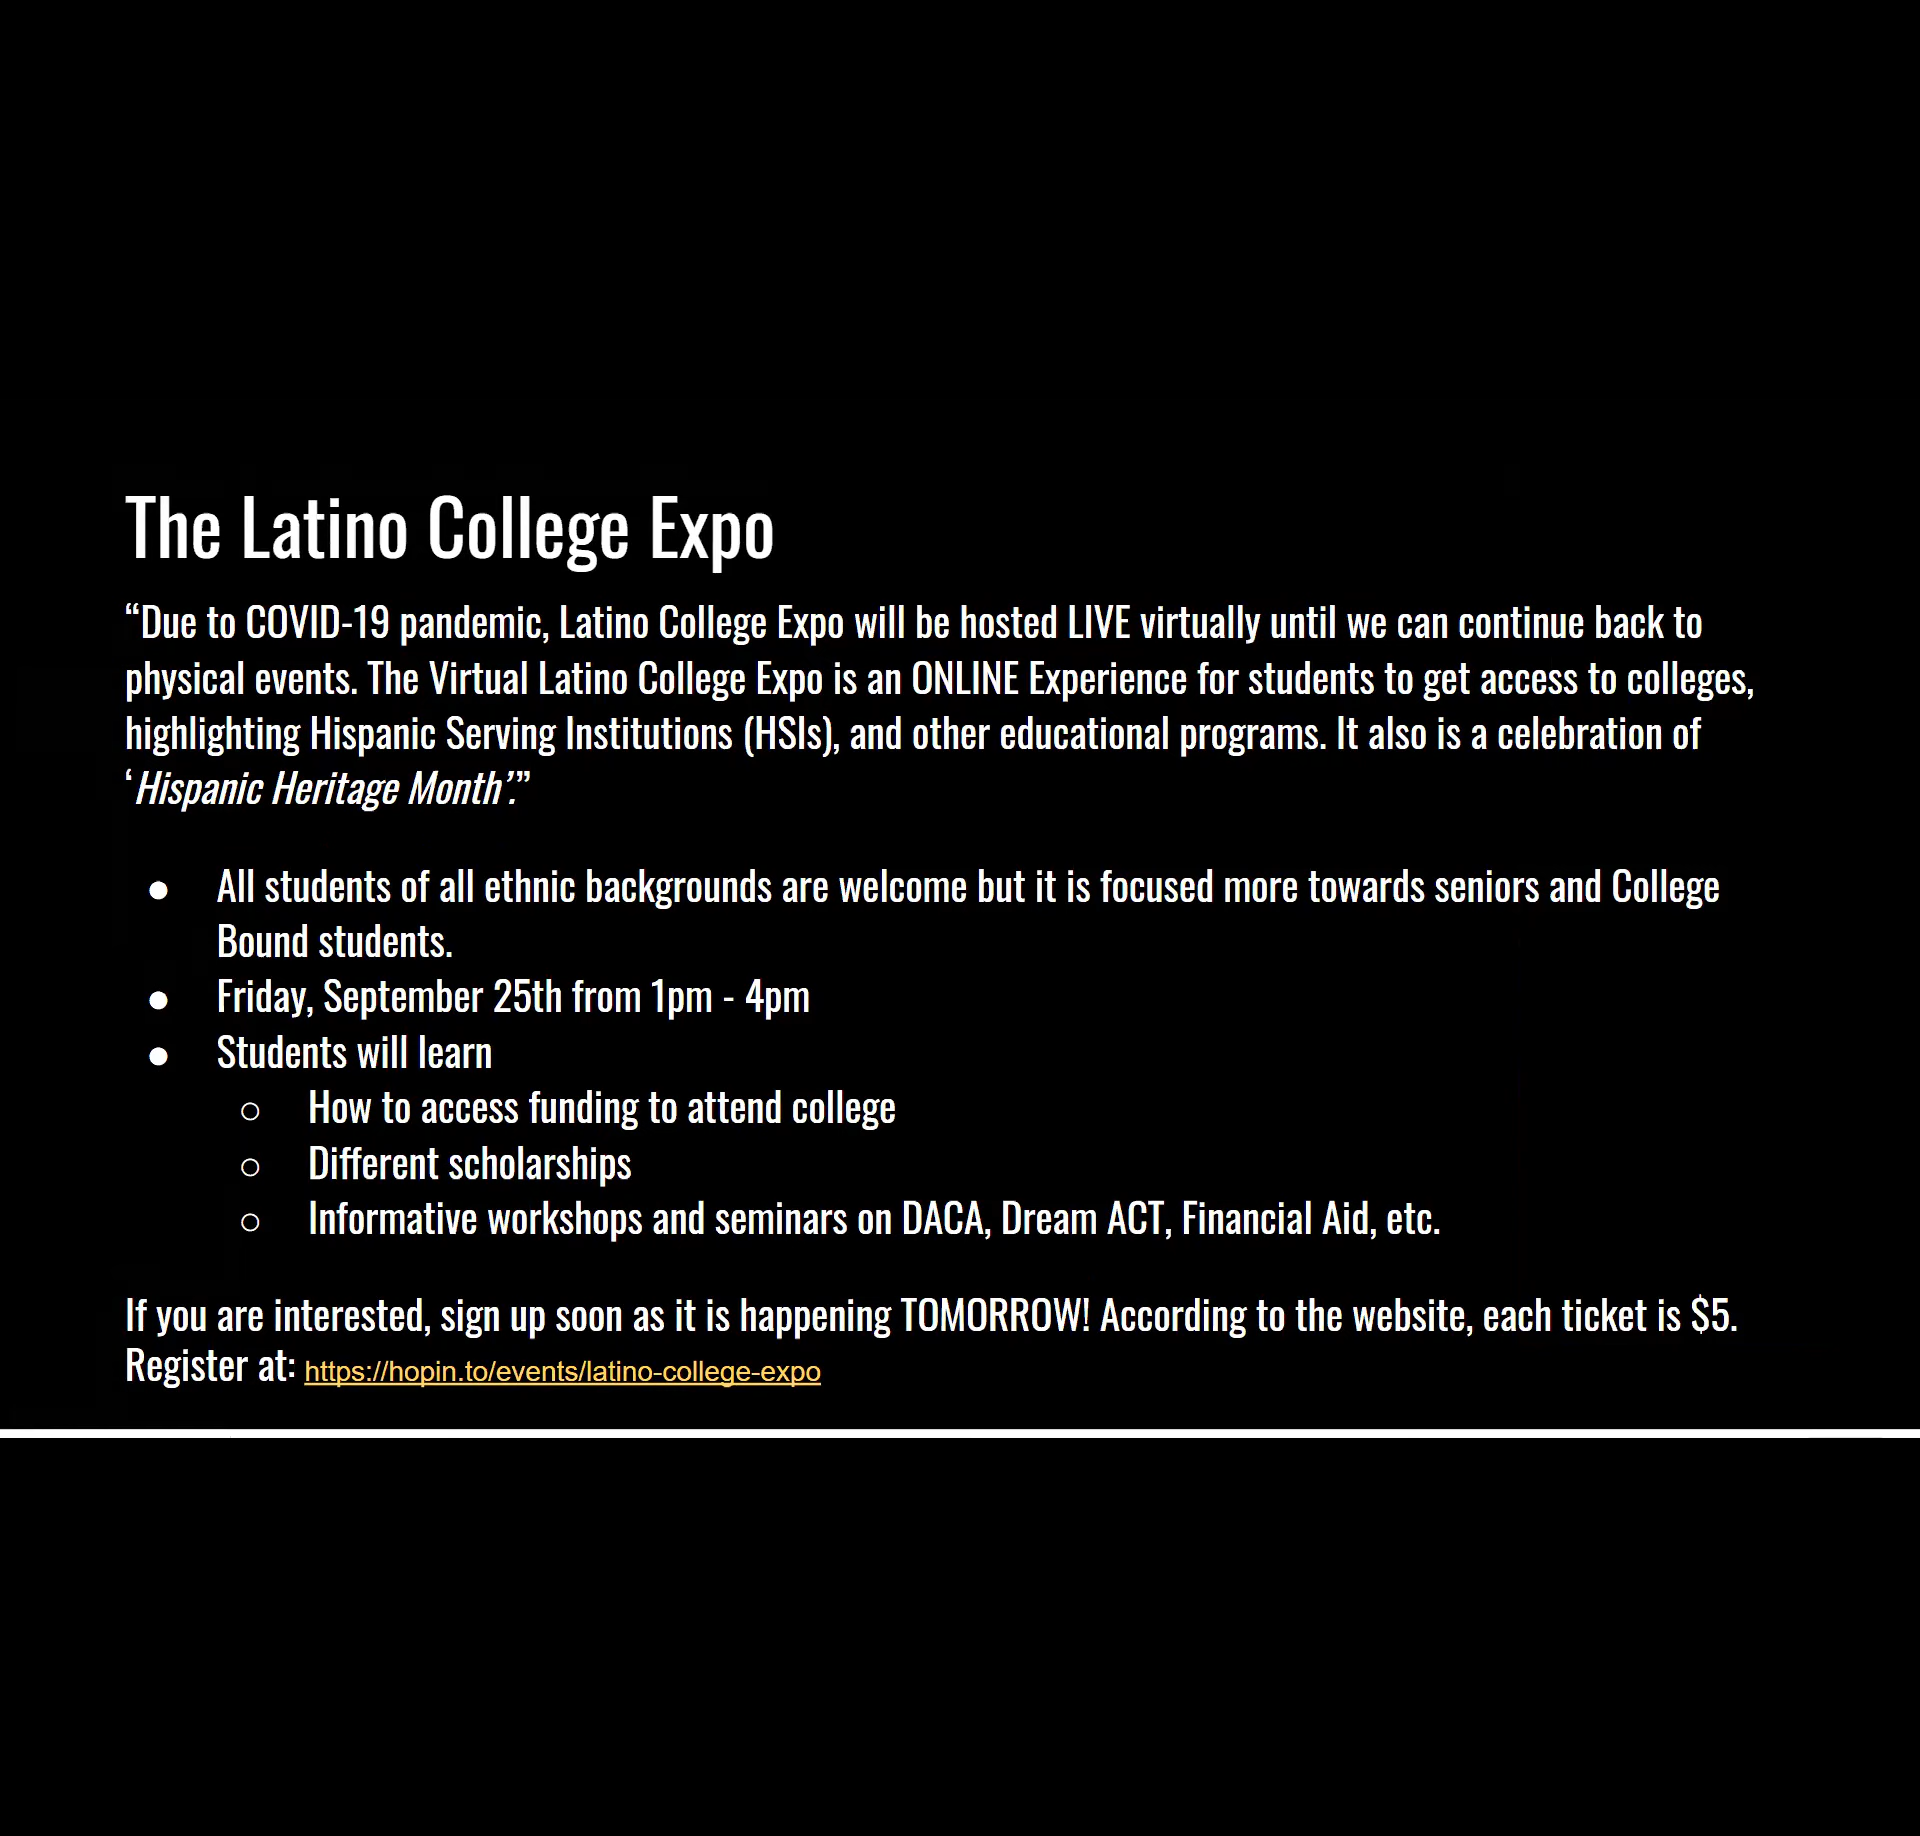 The Latino College Expo
“Due to COVID-19 pandemic, Latino College Expo will be hosted LIVE virtually until we can continue back to
physical events. The Virtual Latino College Expo is an ONLINE Experience for students to get access to colleges,
highlighting Hispanic Serving Institutions (HSIs), and other educational programs. It also is a celebration of
‘Hispanic Heritage Month’.”
● All students of all ethnic backgrounds are welcome but it is focused more towards seniors and College
Bound students.
● Friday, September 25th from 1pm - 4pm
● Students will learn
○ How to access funding to attend college
○ Different scholarships
○ Informative workshops and seminars on DACA, Dream ACT, Financial Aid, etc.
If you are interested, sign up soon as it is happening TOMORROW! According to the website, each ticket is $5.
Register at: https://hopin.to/events/latino-college-expo